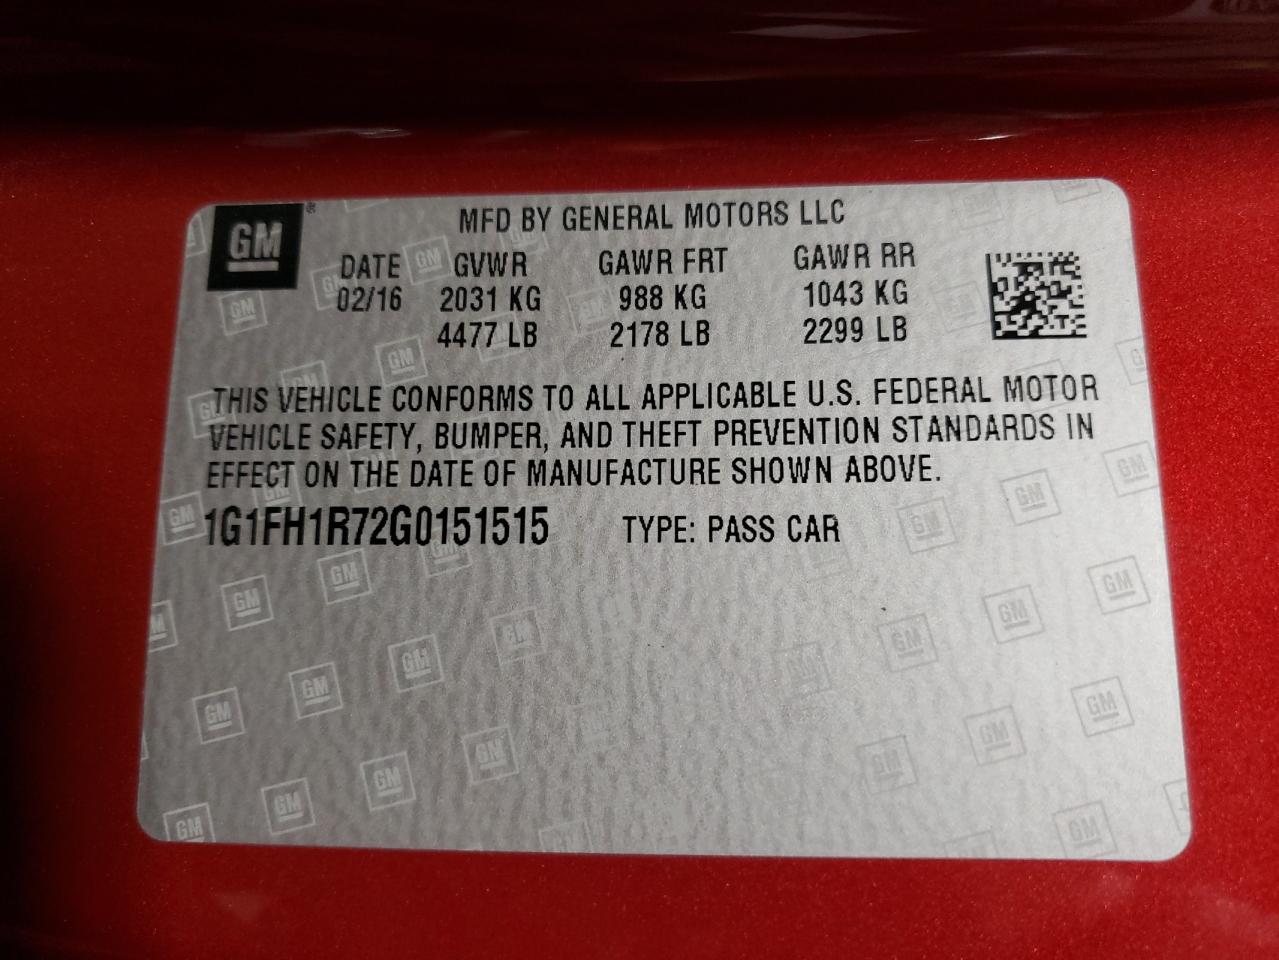 GM ®
MFD BY GENERAL MOTORS LLC
DATE GVWR GAWR FRT GAWR RR
02/16 2031 KG 988 KG 1043 KG
4477 LB 2178 LB 2299 LB
THIS VEHICLE CONFORMS TO ALL APPLICABLE U.S. FEDERAL MOTOR
VEHICLE SAFETY, BUMPER, AND THEFT PREVENTION STANDARDS IN
EFFECT ON THE DATE OF MANUFACTURE SHOWN ABOVE.
1G1FH1R72G0151515 TYPE: PASS CAR